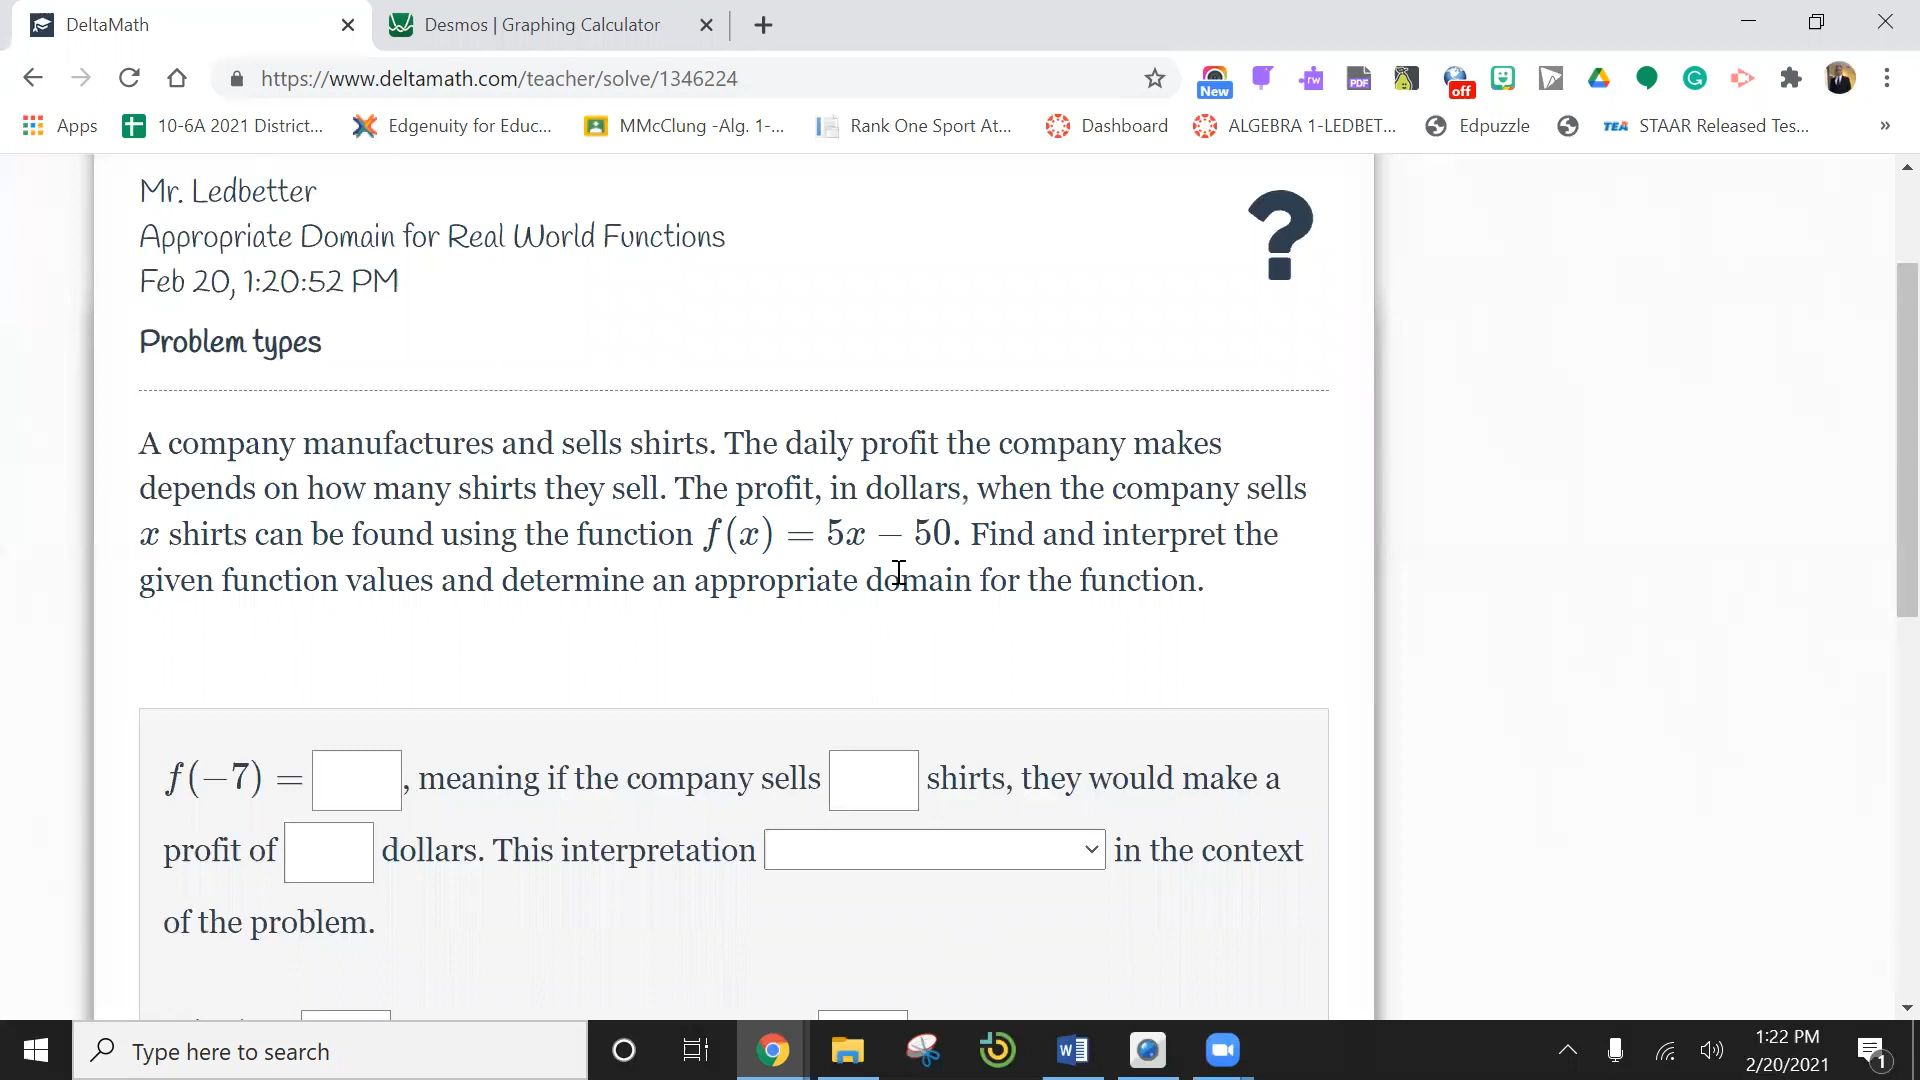 DeltaMath
Desmos | Graphing Calculator
https://www.deltamath.com/teacher/solve/1346224
New
rw
PDF
off
G
Apps
10-6A 2021 District...
Edgenuity for Educ...
MMcClung -Alg. 1-...
Rank One Sport At...
Dashboard
ALGEBRA 1-LEDBET...
Edpuzzle
TEA
STAAR Released Tes...
»
Mr. Ledbetter
Appropriate Domain for Real World Functions
Feb 20, 1:20:52 PM
?
Problem types
A company manufactures and sells shirts. The daily profit the company makes
depends on how many shirts they sell. The profit, in dollars, when the company sells
x shirts can be found using the function f(x) = 5x − 50. Find and interpret the
given function values and determine an appropriate domain for the function.
f(−7) = , meaning if the company sells shirts, they would make a
profit of dollars. This interpretation in the context
of the problem.
Type here to search
W
1:22 PM
2/20/2021
1